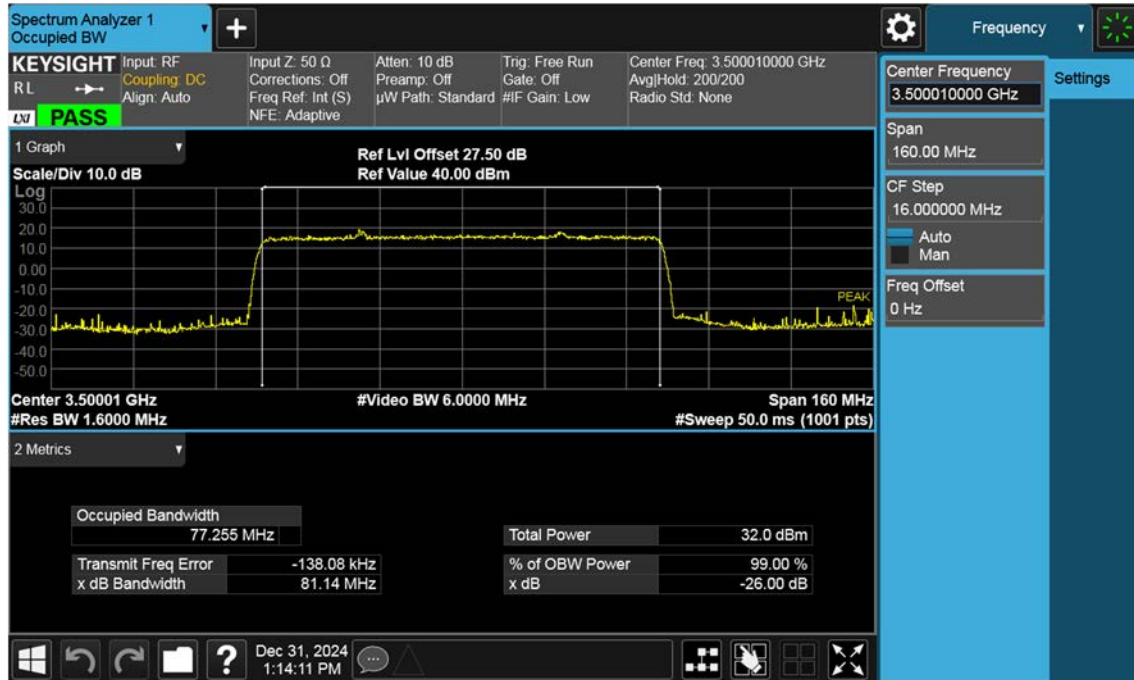 Spectrum Analyzer 1
Occupied BW
+
Frequency
KEYSIGHT
RL
LXI PASS
Input: RF
Coupling: DC
Align: Auto
Input Z: 50 Ω
Corrections: Off
Freq Ref: Int (S)
NFE: Adaptive
Atten: 10 dB
Preamp: Off
µW Path: Standard
Trig: Free Run
Gate: Off
#IF Gain: Low
Center Freq: 3.500010000 GHz
Avg|Hold: 200/200
Radio Std: None
Center Frequency
3.500010000 GHz
Settings
Span
160.00 MHz
CF Step
16.000000 MHz
Auto
Man
Freq Offset
0 Hz
1 Graph
Scale/Div 10.0 dB
Ref Lvl Offset 27.50 dB
Ref Value 40.00 dBm
Log
30.0
20.0
10.0
0.00
-10.0
-20.0
-30.0
-40.0
-50.0
PEAK
Center 3.50001 GHz
#Video BW 6.0000 MHz
Span 160 MHz
#Res BW 1.6000 MHz
#Sweep 50.0 ms (1001 pts)
2 Metrics
Occupied Bandwidth
77.255 MHz
Total Power 32.0 dBm
Transmit Freq Error -138.08 kHz
% of OBW Power 99.00 %
x dB Bandwidth 81.14 MHz
x dB -26.00 dB
?
Dec 31, 2024
1:14:11 PM